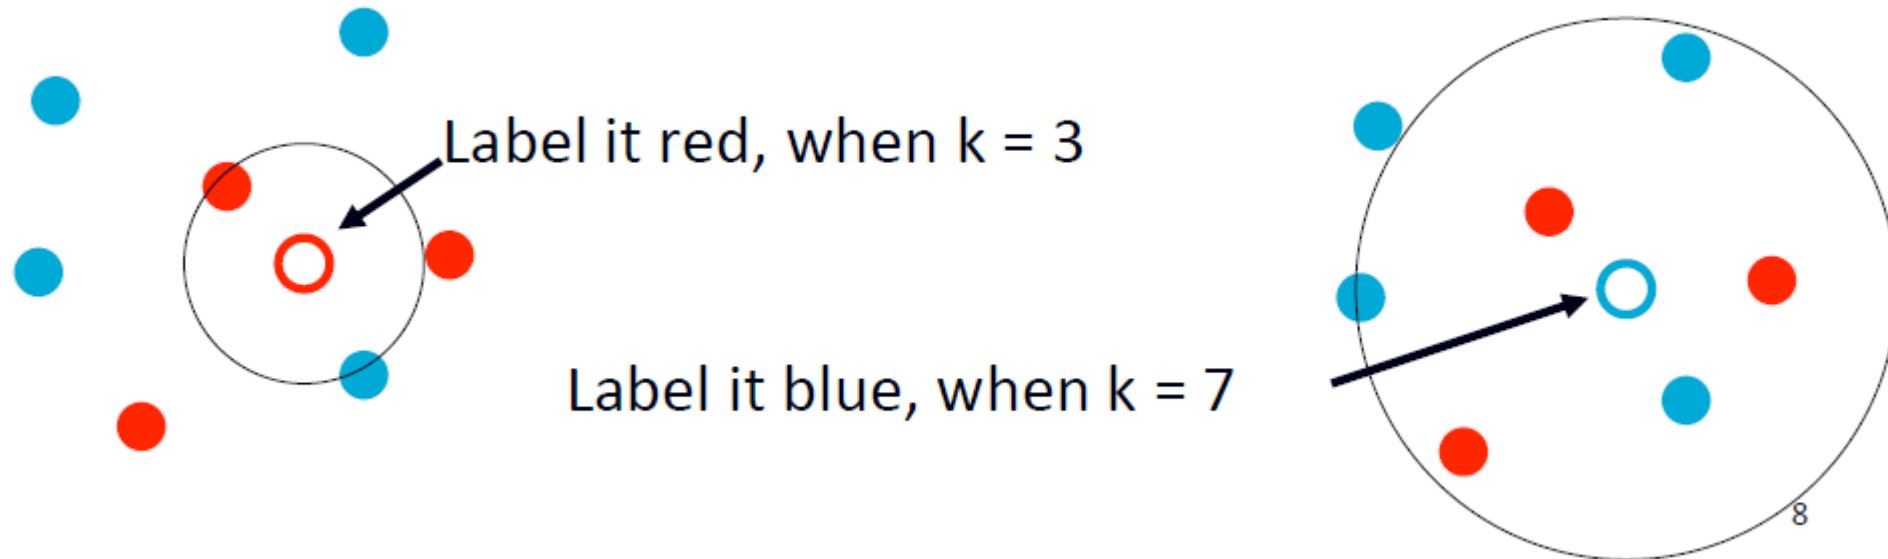 Label it red, when k = 3
Label it blue, when k = 7
8